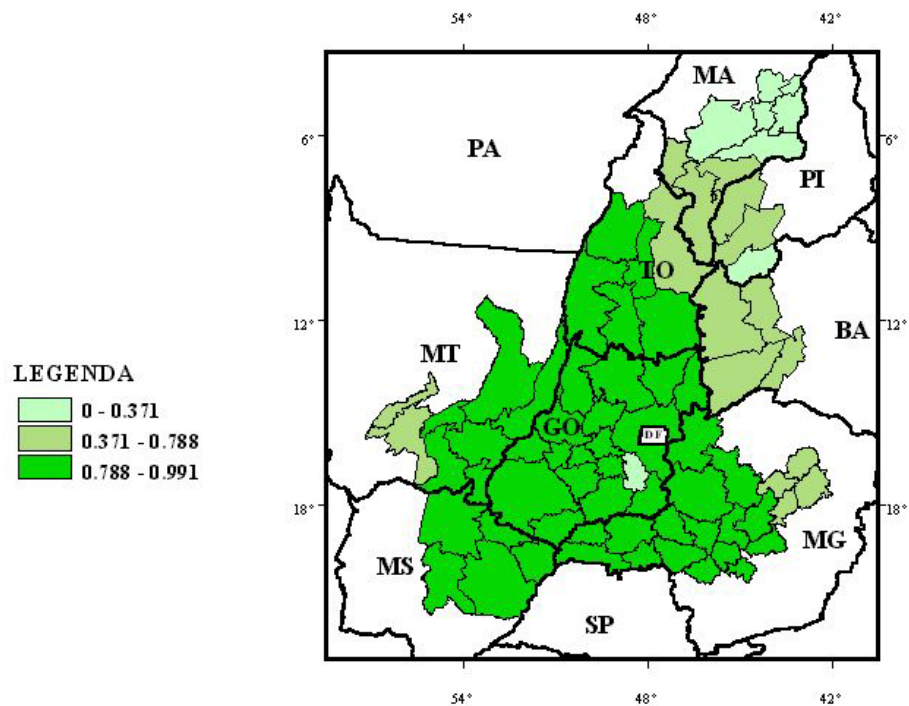 54° 48° 42°
MA
6° 6°
PA
PI
TO
12° 12°
BA
MT
LEGENDA
0 - 0.371
0.371 - 0.788
0.788 - 0.991
GO
DF
18° 18°
MG
MS
SP
54° 48° 42°